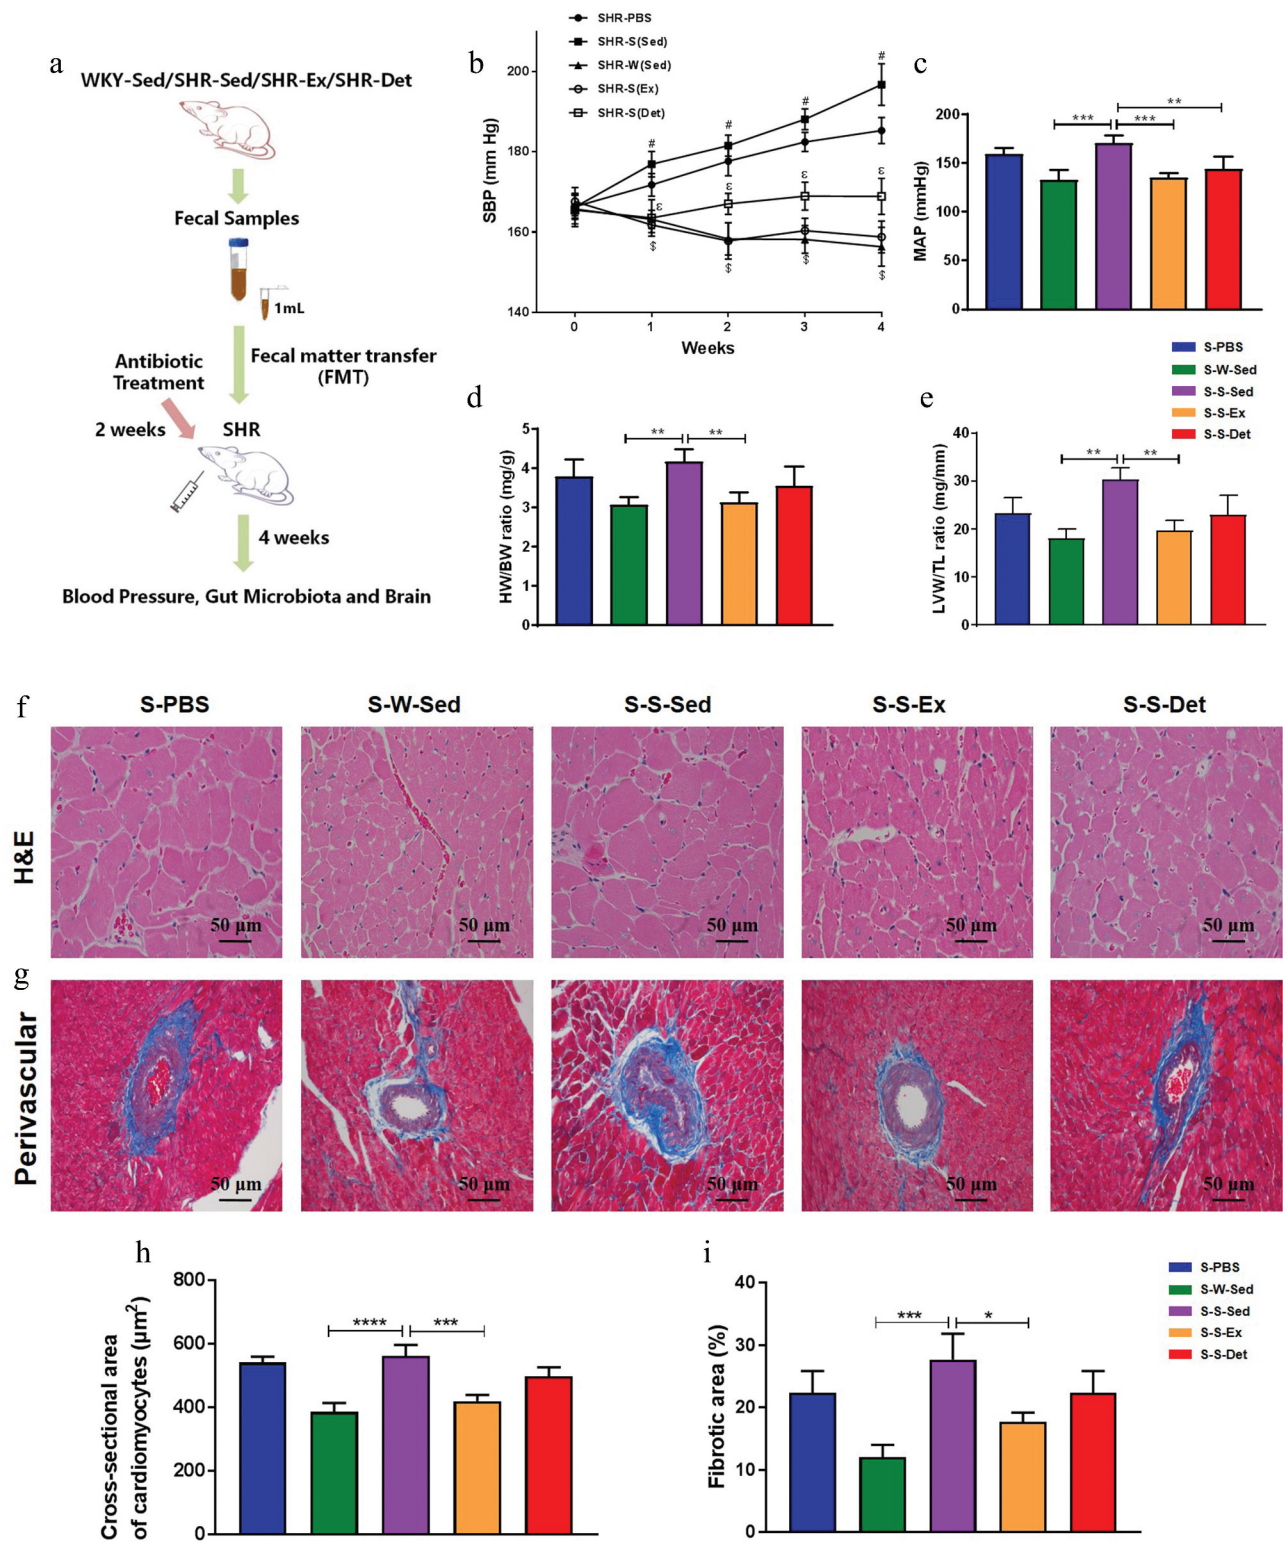 a
WKY-Sed/SHR-Sed/SHR-Ex/SHR-Det
Fecal Samples
1mL
Antibiotic
Treatment
Fecal matter transfer
(FMT)
2 weeks
SHR
4 weeks
Blood Pressure, Gut Microbiota and Brain
b
SHR-PBS
SHR-S(Sed)
SHR-W(Sed)
SHR-S(Ex)
SHR-S(Det)
SBP (mm Hg)
200
180
160
140
# # # #
ε ε ε ε
$ $ $ $
0 1 2 3 4
Weeks
c
MAP (mmHg)
200
150
100
50
0
*** *** **
S-PBS
S-W-Sed
S-S-Sed
S-S-Ex
S-S-Det
d
HW/BW ratio (mg/g)
5
4
3
2
1
0
** **
e
LVW/TL ratio (mg/mm)
40
30
20
10
0
** **
f
S-PBS S-W-Sed S-S-Sed S-S-Ex S-S-Det
H&E
50 µm 50 µm 50 µm 50 µm 50 µm
g
Perivascular
50 µm 50 µm 50 µm 50 µm 50 µm
h
Cross-sectional area
of cardiomyocytes (µm²)
800
600
400
200
0
**** ***
i
Fibrotic area (%)
40
30
20
10
0
*** *
S-PBS
S-W-Sed
S-S-Sed
S-S-Ex
S-S-Det